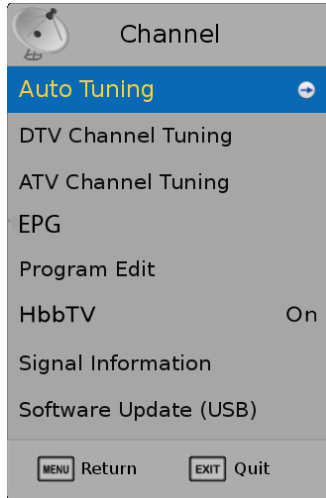 Channel
Auto Tuning
DTV Channel Tuning
ATV Channel Tuning
EPG
Program Edit
HbbTV On
Signal Information
Software Update (USB)
MENU Return EXIT Quit